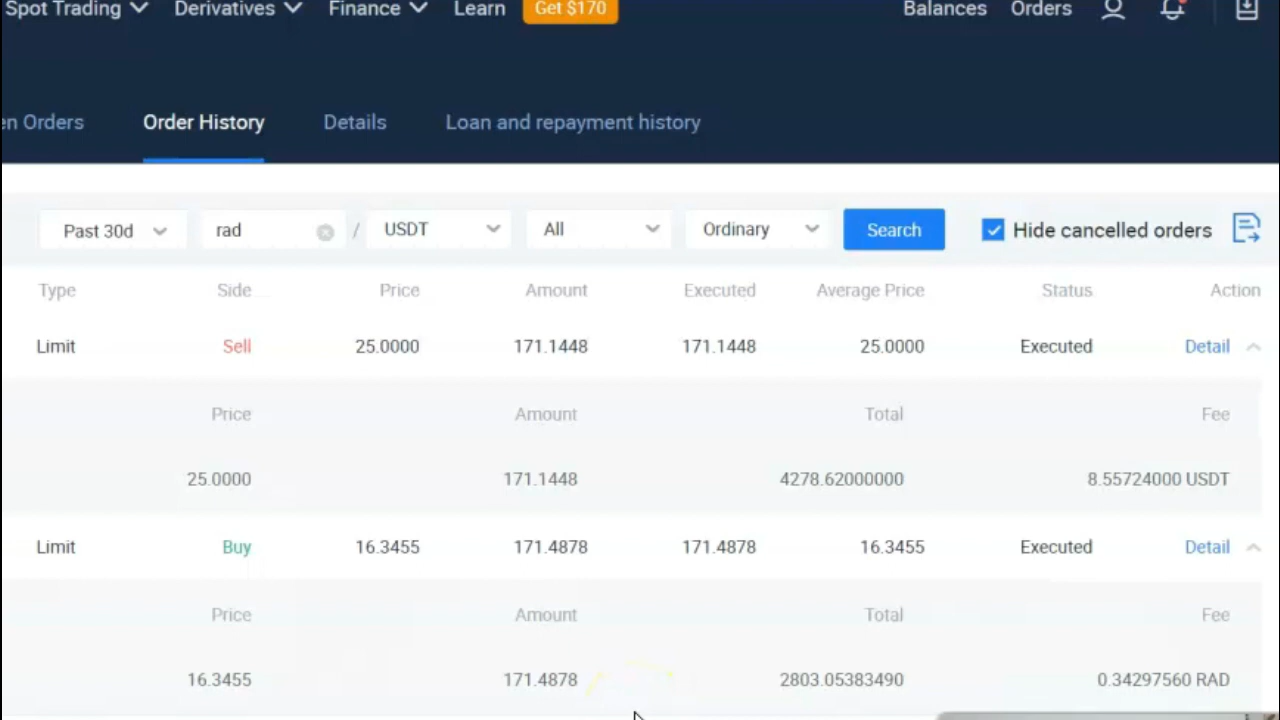 Spot Trading Derivatives Finance Learn Get $170 Balances Orders
en Orders Order History Details Loan and repayment history
Past 30d rad / USDT All Ordinary Search Hide cancelled orders
Type Side Price Amount Executed Average Price Status Action
Limit Sell 25.0000 171.1448 171.1448 25.0000 Executed Detail
Price Amount Total Fee
25.0000 171.1448 4278.62000000 8.55724000 USDT
Limit Buy 16.3455 171.4878 171.4878 16.3455 Executed Detail
Price Amount Total Fee
16.3455 171.4878 2803.05383490 0.34297560 RAD